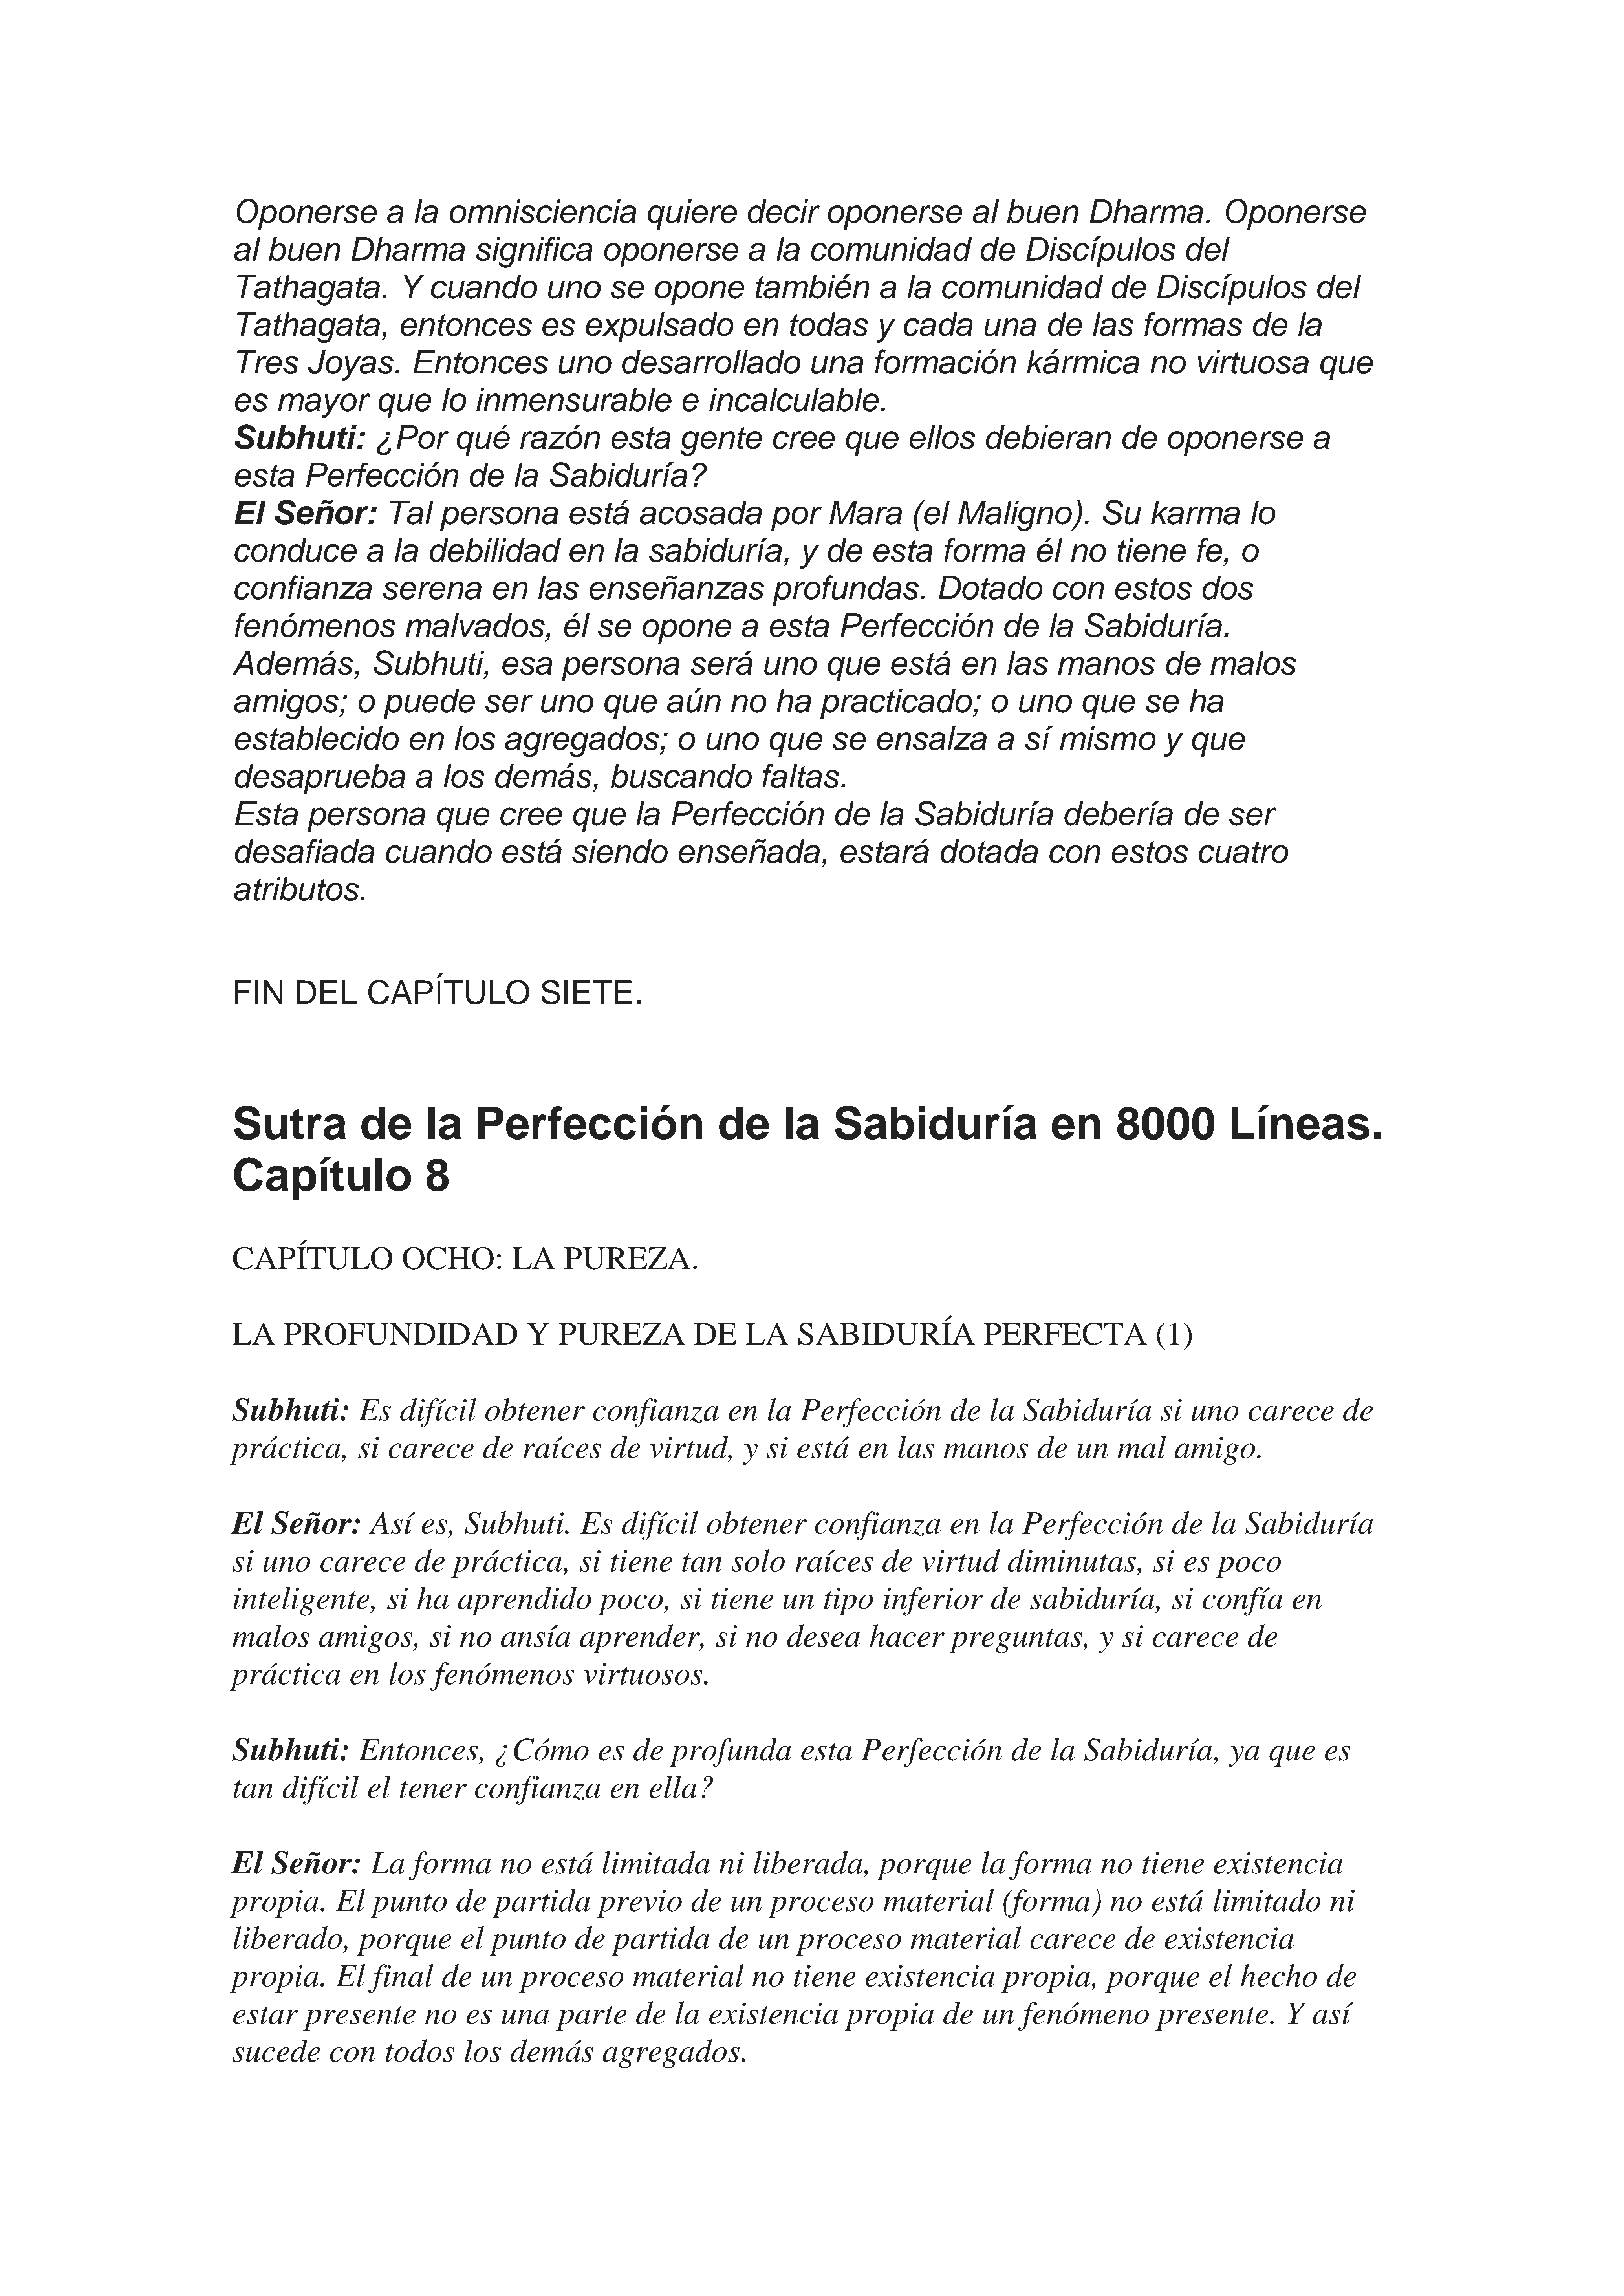 Oponerse a la omnisciencia quiere decir oponerse al buen Dharma. Oponerse
al buen Dharma significa oponerse a la comunidad de Discípulos del
Tathagata. Y cuando uno se opone también a la comunidad de Discípulos del
Tathagata, entonces es expulsado en todas y cada una de las formas de la
Tres Joyas. Entonces uno desarrollado una formación kármica no virtuosa que
es mayor que lo inmensurable e incalculable.
Subhuti: ¿Por qué razón esta gente cree que ellos debieran de oponerse a
esta Perfección de la Sabiduría?
El Señor: Tal persona está acosada por Mara (el Maligno). Su karma lo
conduce a la debilidad en la sabiduría, y de esta forma él no tiene fe, o
confianza serena en las enseñanzas profundas. Dotado con estos dos
fenómenos malvados, él se opone a esta Perfección de la Sabiduría.
Además, Subhuti, esa persona será uno que está en las manos de malos
amigos; o puede ser uno que aún no ha practicado; o uno que se ha
establecido en los agregados; o uno que se ensalza a sí mismo y que
desaprueba a los demás, buscando faltas.
Esta persona que cree que la Perfección de la Sabiduría debería de ser
desafiada cuando está siendo enseñada, estará dotada con estos cuatro
atributos.
FIN DEL CAPÍTULO SIETE.
Sutra de la Perfección de la Sabiduría en 8000 Líneas.
Capítulo 8
CAPÍTULO OCHO: LA PUREZA.
LA PROFUNDIDAD Y PUREZA DE LA SABIDURÍA PERFECTA (1)
Subhuti: Es difícil obtener confianza en la Perfección de la Sabiduría si uno carece de
práctica, si carece de raíces de virtud, y si está en las manos de un mal amigo.
El Señor: Así es, Subhuti. Es difícil obtener confianza en la Perfección de la Sabiduría
si uno carece de práctica, si tiene tan solo raíces de virtud diminutas, si es poco
inteligente, si ha aprendido poco, si tiene un tipo inferior de sabiduría, si confía en
malos amigos, si no ansía aprender, si no desea hacer preguntas, y si carece de
práctica en los fenómenos virtuosos.
Subhuti: Entonces, ¿Cómo es de profunda esta Perfección de la Sabiduría, ya que es
tan difícil el tener confianza en ella?
El Señor: La forma no está limitada ni liberada, porque la forma no tiene existencia
propia. El punto de partida previo de un proceso material (forma) no está limitado ni
liberado, porque el punto de partida de un proceso material carece de existencia
propia. El final de un proceso material no tiene existencia propia, porque el hecho de
estar presente no es una parte de la existencia propia de un fenómeno presente. Y así
sucede con todos los demás agregados.